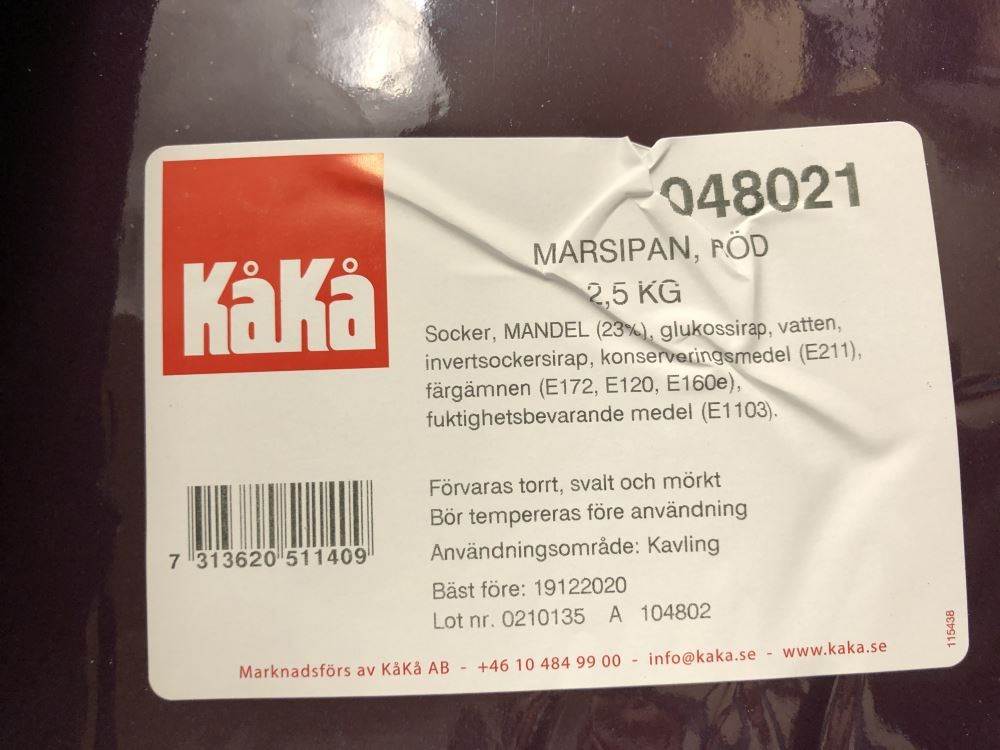 KåKå
048021
MARSIPAN, RÖD
2,5 KG
Socker, MANDEL (23%), glukossirap, vatten,
invertsockersirap, konserveringsmedel (E211),
färgämnen (E172, E120, E160e),
fuktighetsbevarande medel (E1103).
Förvaras torrt, svalt och mörkt
Bör tempereras före användning
Användningsområde: Kavling
7 313620 511409
Bäst före: 19122020
Lot nr. 0210135 A 104802
115438
Marknadsförs av KåKå AB - +46 10 484 99 00 - info@kaka.se - www.kaka.se